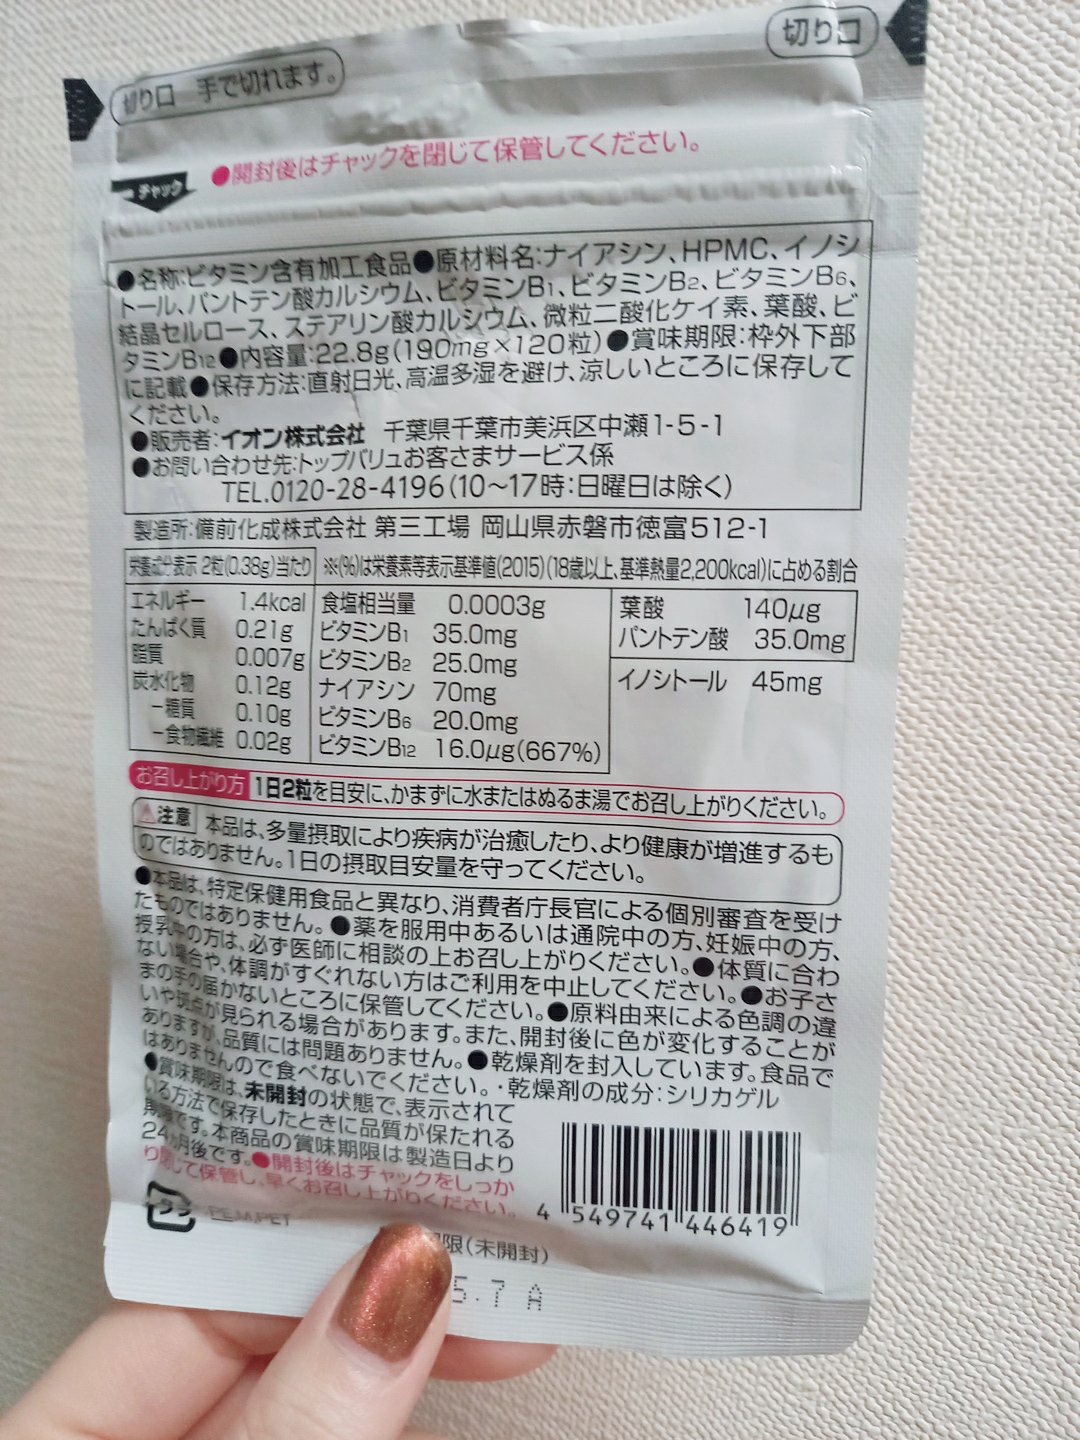 切り口 手で切れます。
切り口
チャック
●開封後はチャックを閉じて保管してください。
●名称:ビタミン含有加工食品●原材料名:ナイアシン、HPMC、イノシ
トール、パントテン酸カルシウム、ビタミンB1、ビタミンB2、ビタミンB6、
結晶セルロース、ステアリン酸カルシウム、微粒二酸化ケイ素、葉酸、ビ
タミンB12●内容量:22.8g(190mg×120粒)●賞味期限:枠外下部
に記載●保存方法:直射日光、高温多湿を避け、涼しいところに保存して
ください。
●販売者:イオン株式会社 千葉県千葉市美浜区中瀬1-5-1
●お問い合わせ先:トップバリュお客さまサービス係
TEL.0120-28-4196(10〜17時:日曜日は除く)
製造所:備前化成株式会社 第三工場 岡山県赤磐市徳富512-1
栄養成分表示 2粒(0.38g)当たり ※(%)は栄養素等表示基準値(2015)(18歳以上、基準熱量2,200kcal)に占める割合
エネルギー 1.4kcal
たんぱく質 0.21g
脂質 0.007g
炭水化物 0.12g
-糖質 0.10g
-食物繊維 0.02g
食塩相当量 0.0003g
ビタミンB1 35.0mg
ビタミンB2 25.0mg
ナイアシン 70mg
ビタミンB6 20.0mg
ビタミンB12 16.0μg(667%)
葉酸 140μg
パントテン酸 35.0mg
イノシトール 45mg
お召し上がり方 1日2粒を目安に、かまずに水またはぬるま湯でお召し上がりください。
注意 本品は、多量摂取により疾病が治癒したり、より健康が増進するも
のではありません。1日の摂取目安量を守ってください。
●本品は、特定保健用食品と異なり、消費者庁長官による個別審査を受け
たものではありません。●薬を服用中あるいは通院中の方、妊娠中の方、
授乳中の方は、必ず医師に相談の上お召し上がりください。●体質に合わ
ない場合や、体調がすぐれない方はご利用を中止してください。●お子さ
まの手の届かないところに保管してください。●原料由来による色調の違
いや斑点が見られる場合があります。また、開封後に色が変化することが
ありますが、品質には問題ありません。●乾燥剤を封入しています。食品で
はありませんので食べないでください。・乾燥剤の成分:シリカゲル
●賞味期限は、未開封の状態で、表示されて
いる方法で保存したときに品質が保たれる
期限です。本商品の賞味期限は製造日より
24ヵ月後です。●開封後はチャックをしっか
り閉じて保管し、早くお召し上がりください。
プラ PE,M,PET
4 549741 446419
限(未開封)
5.7 A